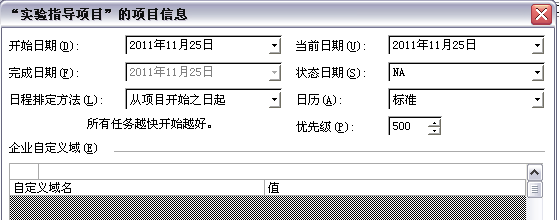 “实验指导项目”的项目信息
开始日期(D): 2011年11月25日 当前日期(U): 2011年11月25日
完成日期(F): 2011年11月25日 状态日期(S): NA
日程排定方法(L): 从项目开始之日起 日历(A): 标准
所有任务越快开始越好。 优先级(P): 500
企业自定义域(E)
自定义域名 值